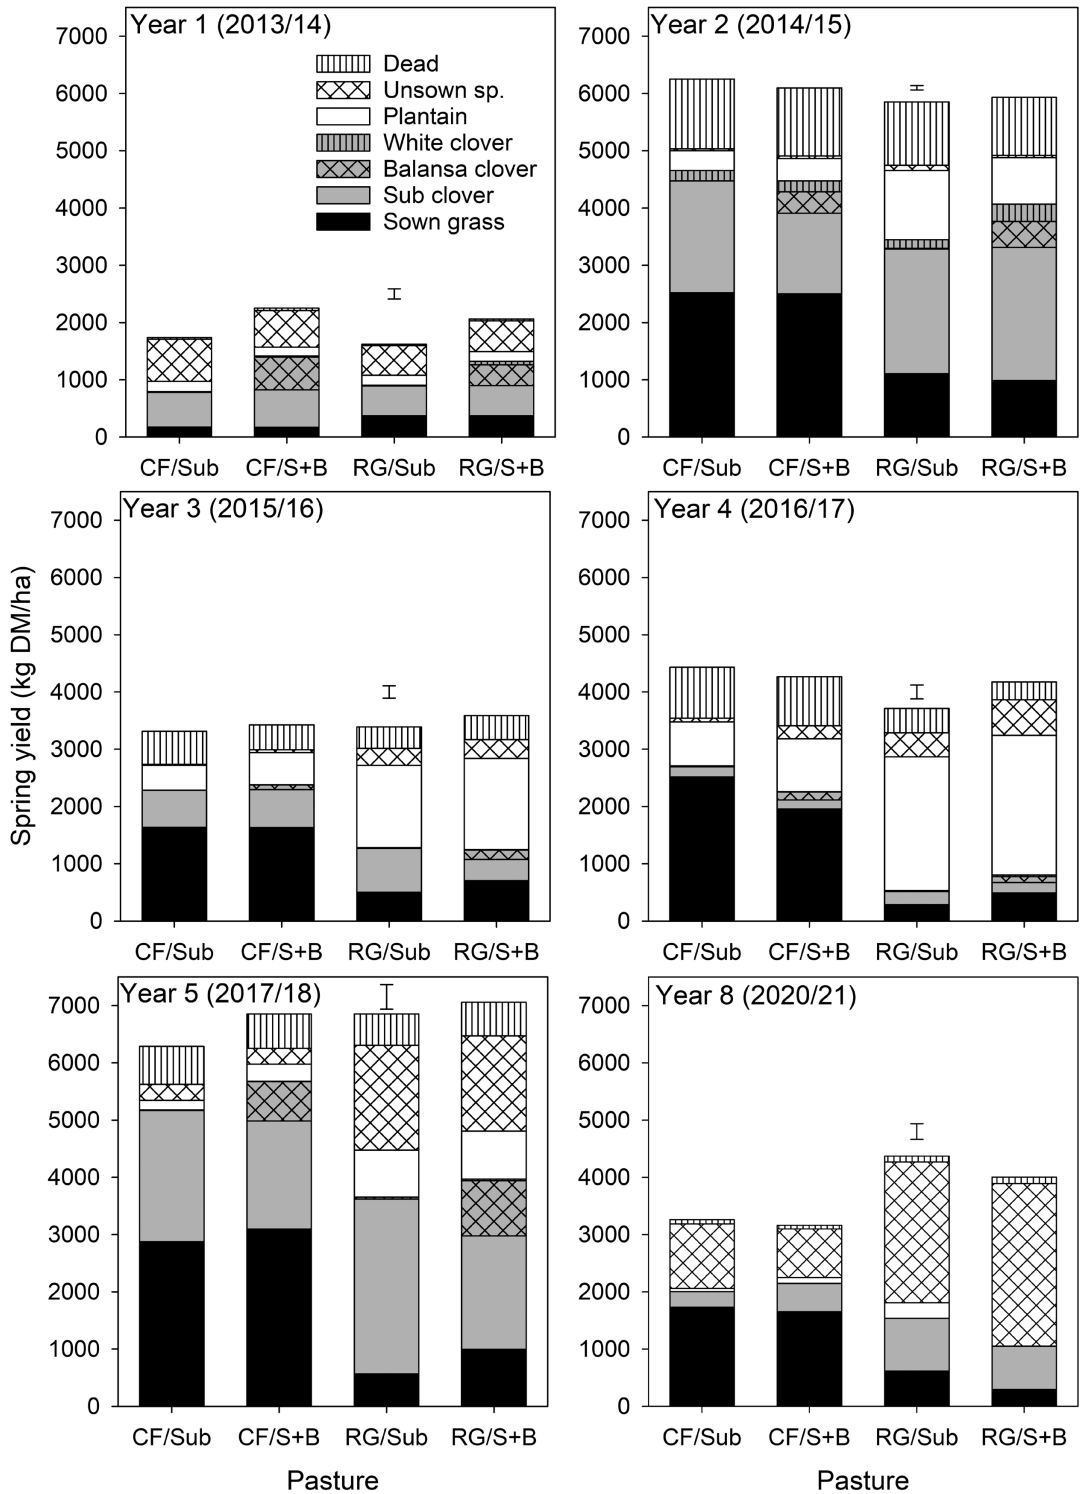 Year 1 (2013/14)
7000
6000
5000
4000
3000
2000
1000
0
Dead
Unsown sp.
Plantain
White clover
Balansa clover
Sub clover
Sown grass
CF/Sub CF/S+B RG/Sub RG/S+B
Year 2 (2014/15)
7000
6000
5000
4000
3000
2000
1000
0
CF/Sub CF/S+B RG/Sub RG/S+B
Spring yield (kg DM/ha)
Year 3 (2015/16)
7000
6000
5000
4000
3000
2000
1000
0
CF/Sub CF/S+B RG/Sub RG/S+B
Year 4 (2016/17)
7000
6000
5000
4000
3000
2000
1000
0
CF/Sub CF/S+B RG/Sub RG/S+B
Year 5 (2017/18)
7000
6000
5000
4000
3000
2000
1000
0
CF/Sub CF/S+B RG/Sub RG/S+B
Pasture
Year 8 (2020/21)
7000
6000
5000
4000
3000
2000
1000
0
CF/Sub CF/S+B RG/Sub RG/S+B
Pasture